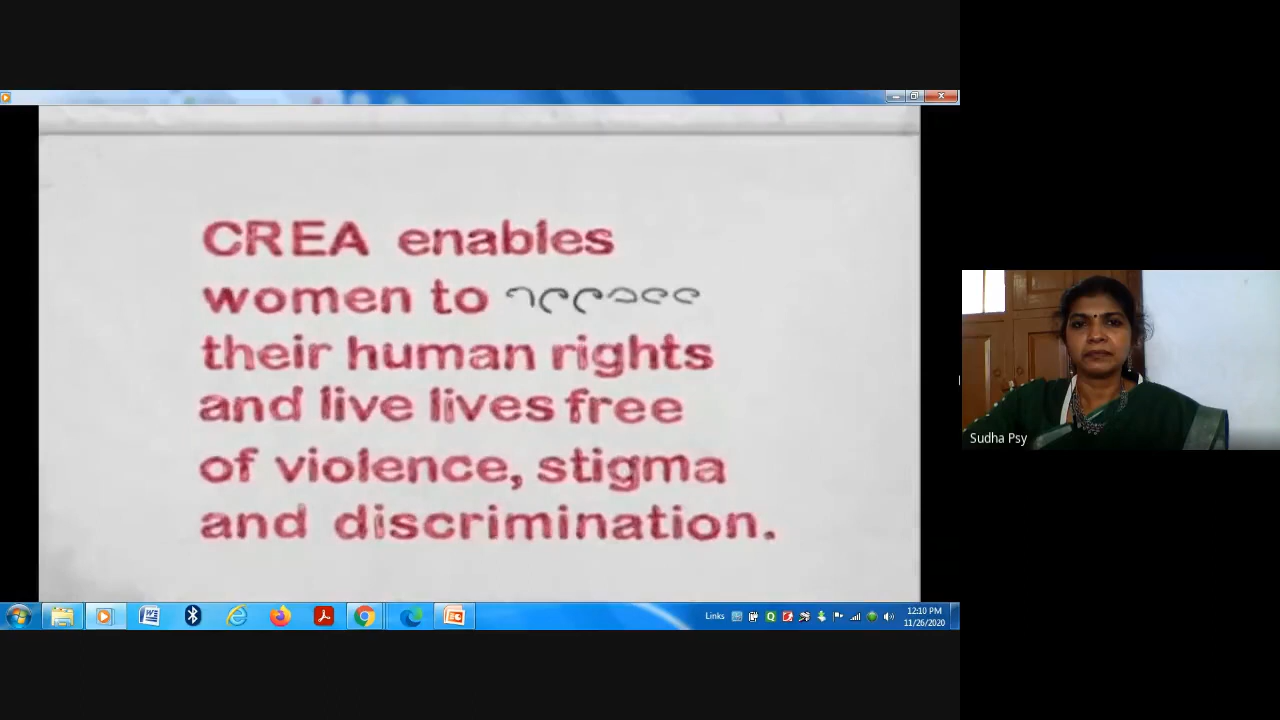 CREA enables
women to
their human rights
and live lives free
of violence, stigma
and discrimination.
Sudha Psy
Links
12:10 PM
11/26/2020